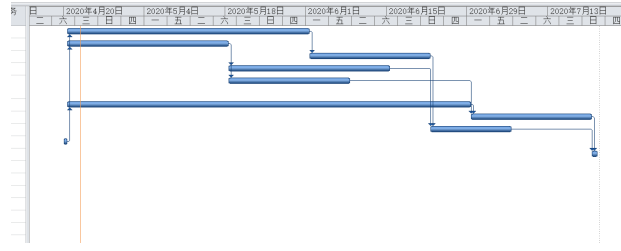 日 2020年4月20日 2020年5月4日 2020年5月18日 2020年6月1日 2020年6月15日 2020年6月29日 2020年7月13日
二 六 三 日 四 一 五 二 六 三 日 四 一 五 二 六 三 日 四 一 五 二 六 三 日 四